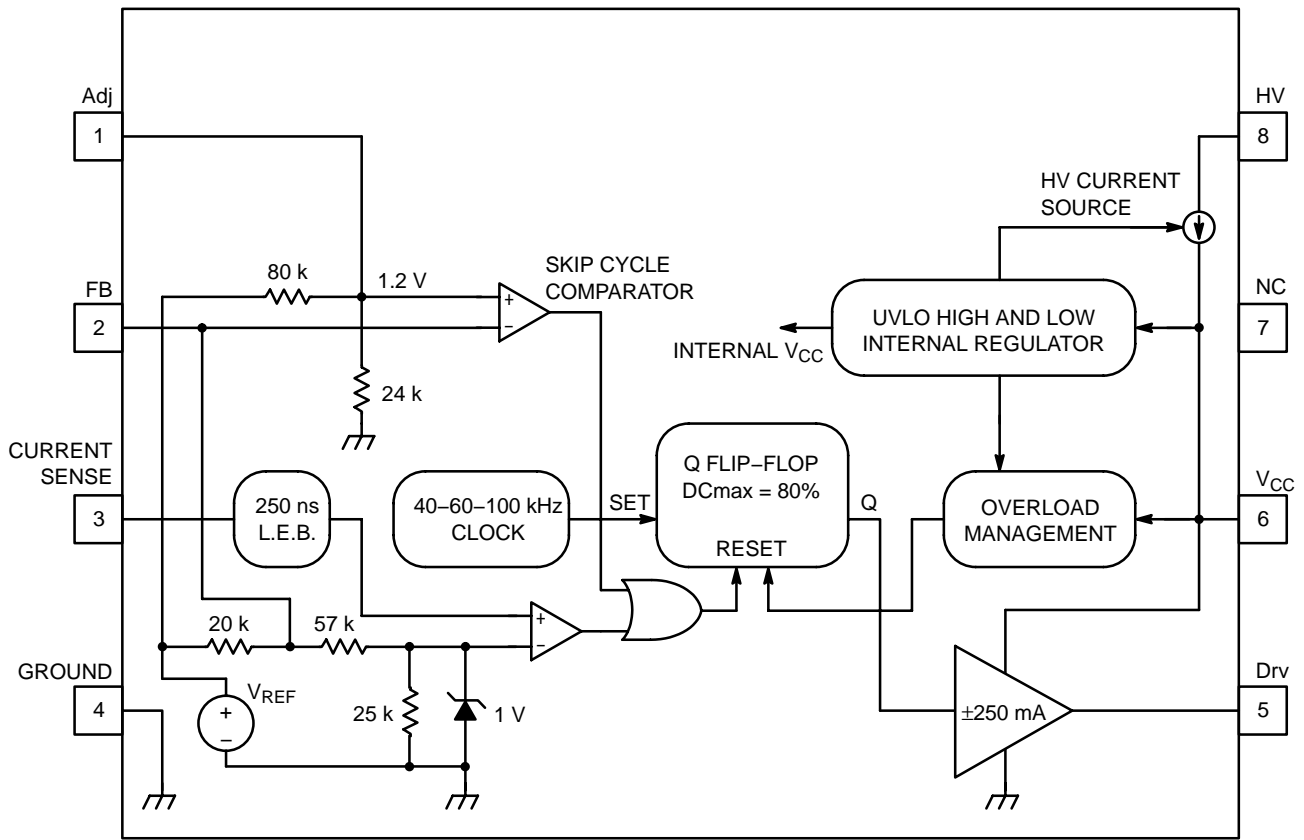 Adj
1
HV
8
HV CURRENT
SOURCE
80 k
1.2 V
SKIP CYCLE
COMPARATOR
FB
2
+
−
UVLO HIGH AND LOW
INTERNAL REGULATOR
NC
7
INTERNAL VCC
24 k
CURRENT
SENSE
3
250 ns
L.E.B.
40−60−100 kHz
CLOCK
SET
Q FLIP−FLOP
DCmax = 80%
RESET
Q
OVERLOAD
MANAGEMENT
VCC
6
20 k
57 k
+
−
GROUND
4
VREF
+
−
25 k
1 V
±250 mA
Drv
5